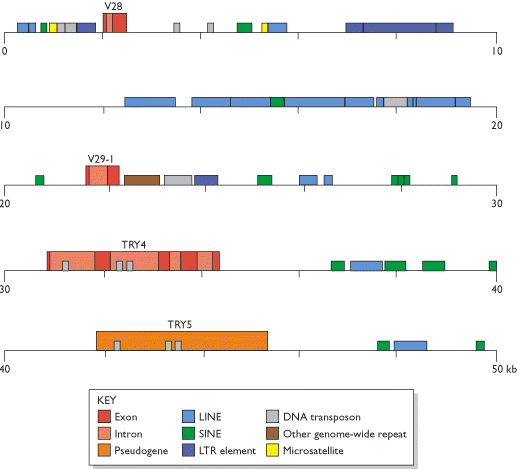 V28
0 10
10 20
V29-1
20 30
TRY4
30 40
TRY5
40 50 kb
KEY
Exon LINE DNA transposon
Intron SINE Other genome-wide repeat
Pseudogene LTR element Microsatellite